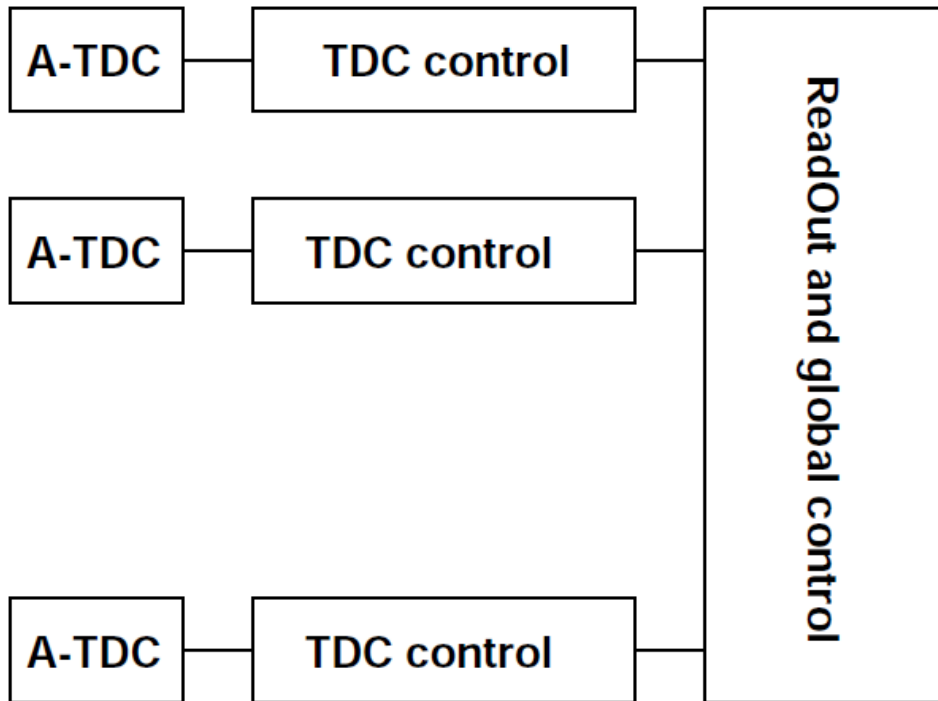 A-TDC
TDC control
A-TDC
TDC control
A-TDC
TDC control
ReadOut and global control